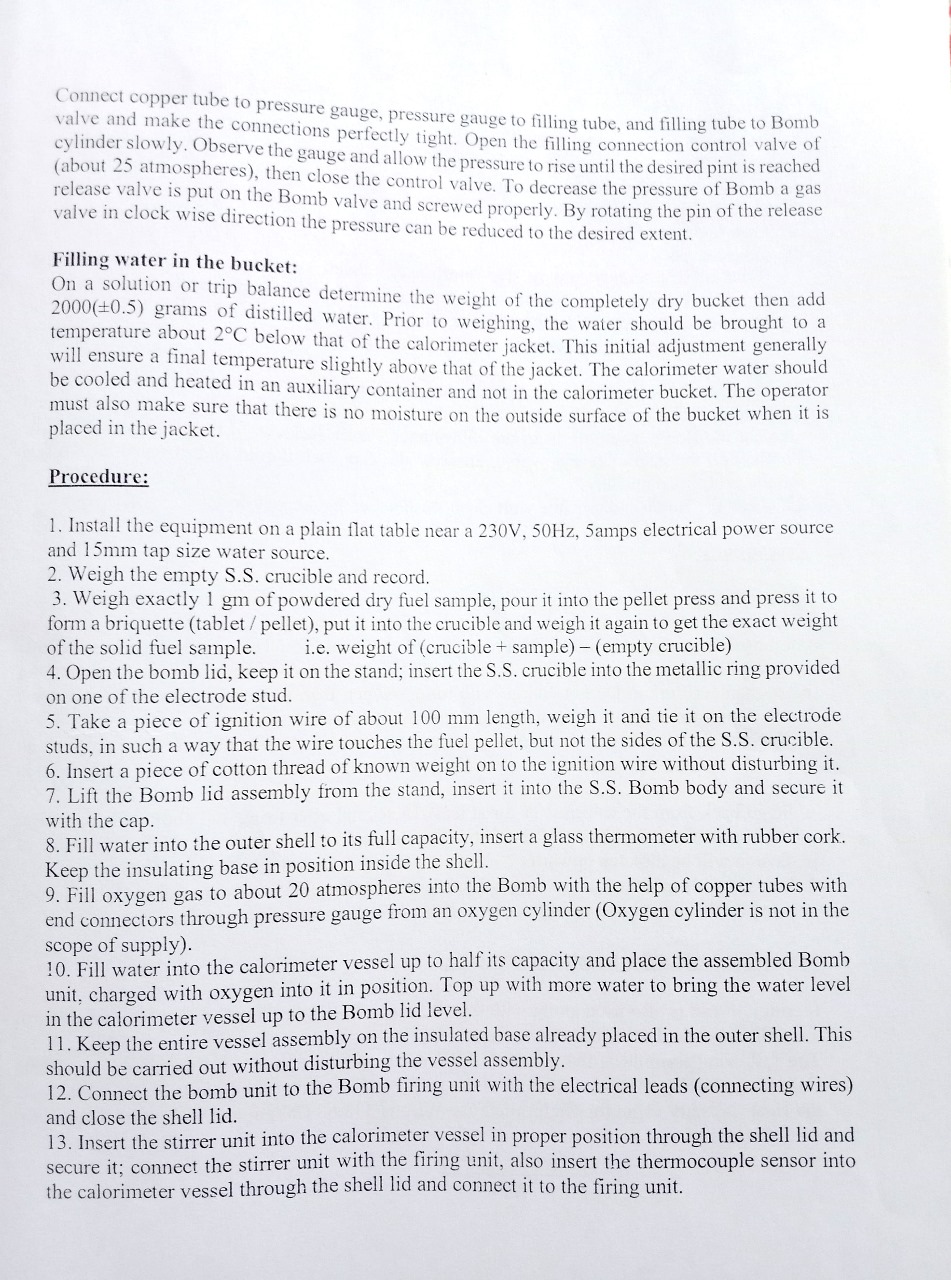 Connect copper tube to pressure gauge, pressure gauge to filling tube, and filling tube to Bomb
valve and make the connections perfectly tight. Open the filling connection control valve of
cylinder slowly. Observe the gauge and allow the pressure to rise until the desired pint is reached
(about 25 atmospheres), then close the control valve. To decrease the pressure of Bomb a gas
release valve is put on the Bomb valve and screwed properly. By rotating the pin of the release
valve in clock wise direction the pressure can be reduced to the desired extent.
Filling water in the bucket:
On a solution or trip balance determine the weight of the completely dry bucket then add
2000(±0.5) grams of distilled water. Prior to weighing, the water should be brought to a
temperature about 2°C below that of the calorimeter jacket. This initial adjustment generally
will ensure a final temperature slightly above that of the jacket. The calorimeter water should
be cooled and heated in an auxiliary container and not in the calorimeter bucket. The operator
must also make sure that there is no moisture on the outside surface of the bucket when it is
placed in the jacket.
Procedure:
1. Install the equipment on a plain flat table near a 230V, 50Hz, 5amps electrical power source
and 15mm tap size water source.
2. Weigh the empty S.S. crucible and record.
3. Weigh exactly 1 gm of powdered dry fuel sample, pour it into the pellet press and press it to
form a briquette (tablet / pellet), put it into the crucible and weigh it again to get the exact weight
of the solid fuel sample. i.e. weight of (crucible + sample) – (empty crucible)
4. Open the bomb lid, keep it on the stand; insert the S.S. crucible into the metallic ring provided
on one of the electrode stud.
5. Take a piece of ignition wire of about 100 mm length, weigh it and tie it on the electrode
studs, in such a way that the wire touches the fuel pellet, but not the sides of the S.S. crucible.
6. Insert a piece of cotton thread of known weight on to the ignition wire without disturbing it.
7. Lift the Bomb lid assembly from the stand, insert it into the S.S. Bomb body and secure it
with the cap.
8. Fill water into the outer shell to its full capacity, insert a glass thermometer with rubber cork.
Keep the insulating base in position inside the shell.
9. Fill oxygen gas to about 20 atmospheres into the Bomb with the help of copper tubes with
end connectors through pressure gauge from an oxygen cylinder (Oxygen cylinder is not in the
scope of supply).
10. Fill water into the calorimeter vessel up to half its capacity and place the assembled Bomb
unit, charged with oxygen into it in position. Top up with more water to bring the water level
in the calorimeter vessel up to the Bomb lid level.
11. Keep the entire vessel assembly on the insulated base already placed in the outer shell. This
should be carried out without disturbing the vessel assembly.
12. Connect the bomb unit to the Bomb firing unit with the electrical leads (connecting wires)
and close the shell lid.
13. Insert the stirrer unit into the calorimeter vessel in proper position through the shell lid and
secure it; connect the stirrer unit with the firing unit, also insert the thermocouple sensor into
the calorimeter vessel through the shell lid and connect it to the firing unit.